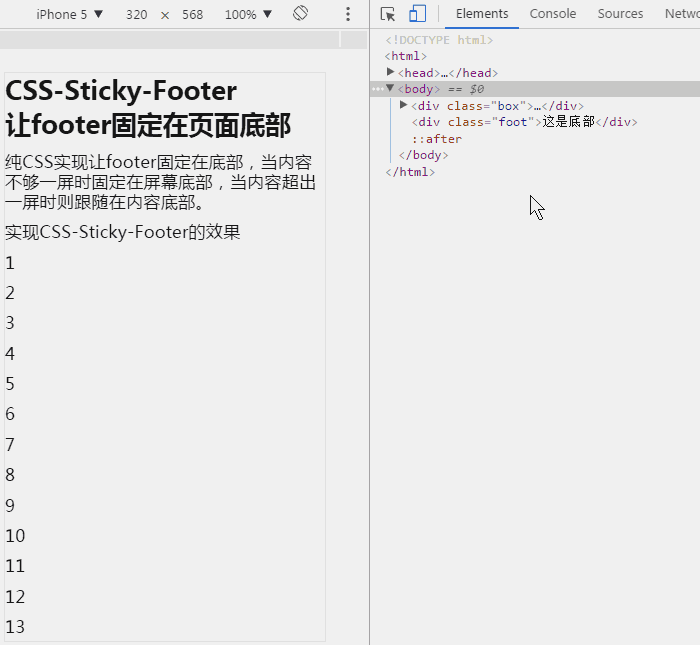 iPhone 5 ▼ 320 × 568 100% ▼
Elements Console Sources Netwo
CSS-Sticky-Footer
让footer固定在页面底部
纯CSS实现让footer固定在底部，当内容
不够一屏时固定在屏幕底部，当内容超出
一屏时则跟随在内容底部。
实现CSS-Sticky-Footer的效果
1
2
3
4
5
6
7
8
9
10
11
12
13
<!DOCTYPE html>
<html>
▶<head>…</head>
…▼<body> == $0
▶<div class="box">…</div>
<div class="foot">这是底部</div>
::after
</body>
</html>